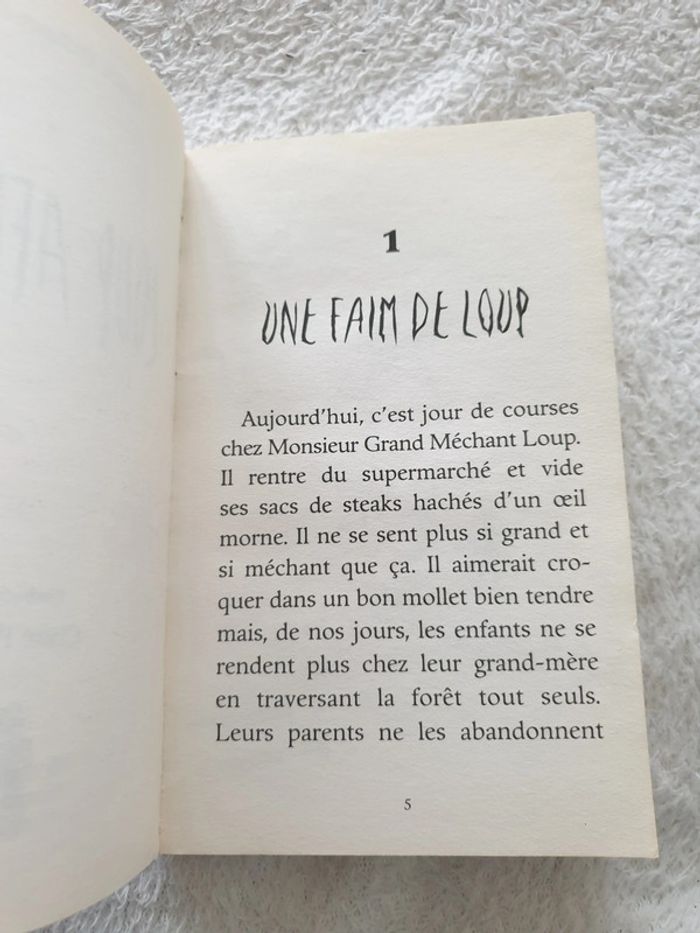 1
UNE FAIM DE LOUP
Aujourd'hui, c'est jour de courses
chez Monsieur Grand Méchant Loup.
Il rentre du supermarché et vide
ses sacs de steaks hachés d'un œil
morne. Il ne se sent plus si grand et
si méchant que ça. Il aimerait cro-
quer dans un bon mollet bien tendre
mais, de nos jours, les enfants ne se
rendent plus chez leur grand-mère
en traversant la forêt tout seuls.
Leurs parents ne les abandonnent
5